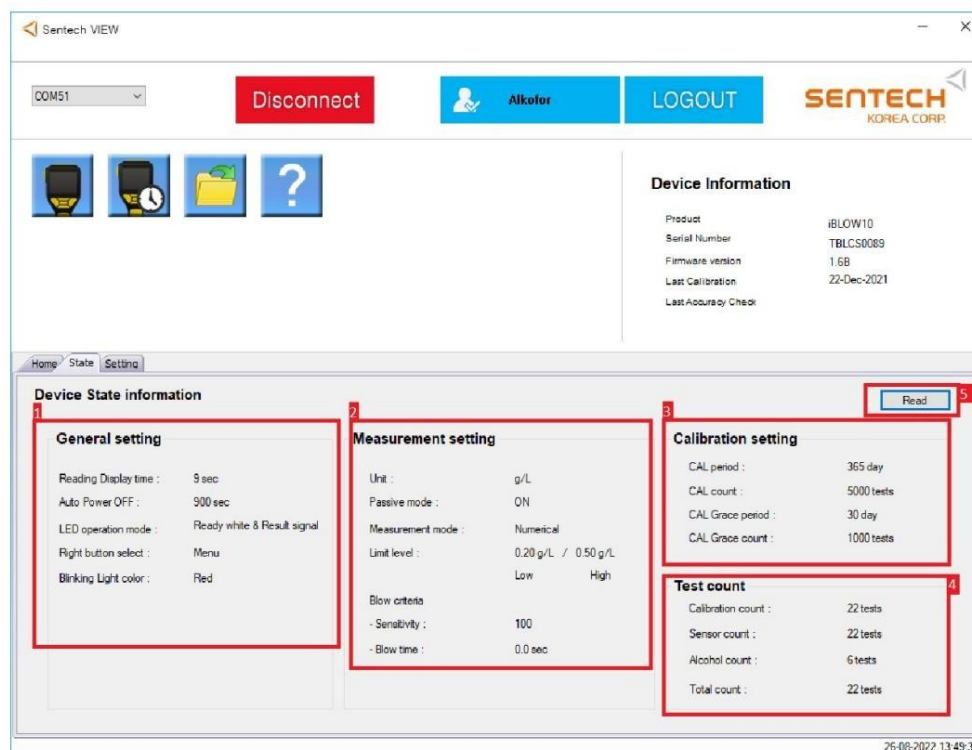 Sentech VIEW
COM51
Disconnect
Alkofor
LOGOUT
SENTECH
KOREA CORP.
?
Device Information
Product iBLOW10
Serial Number TBLCS0089
Firmware version 1.6B
Last Calibration 22-Dec-2021
Last Accuracy Check
Home State Setting
Device State information
Read 5
1
General setting
Reading Display time : 9 sec
Auto Power OFF : 900 sec
LED operation mode : Ready white & Result signal
Right button select : Menu
Blinking Light color : Red
2
Measurement setting
Unit : g/L
Passive mode : ON
Measurement mode : Numerical
Limit level : 0.20 g/L / 0.50 g/L
Low High
Blow criteria
- Sensitivity : 100
- Blow time : 0.0 sec
3
Calibration setting
CAL period : 365 day
CAL count : 5000 tests
CAL Grace period : 30 day
CAL Grace count : 1000 tests
4
Test count
Calibration count : 22 tests
Sensor count : 22 tests
Alcohol count : 6 tests
Total count : 22 tests
26-08-2022 13:49:3